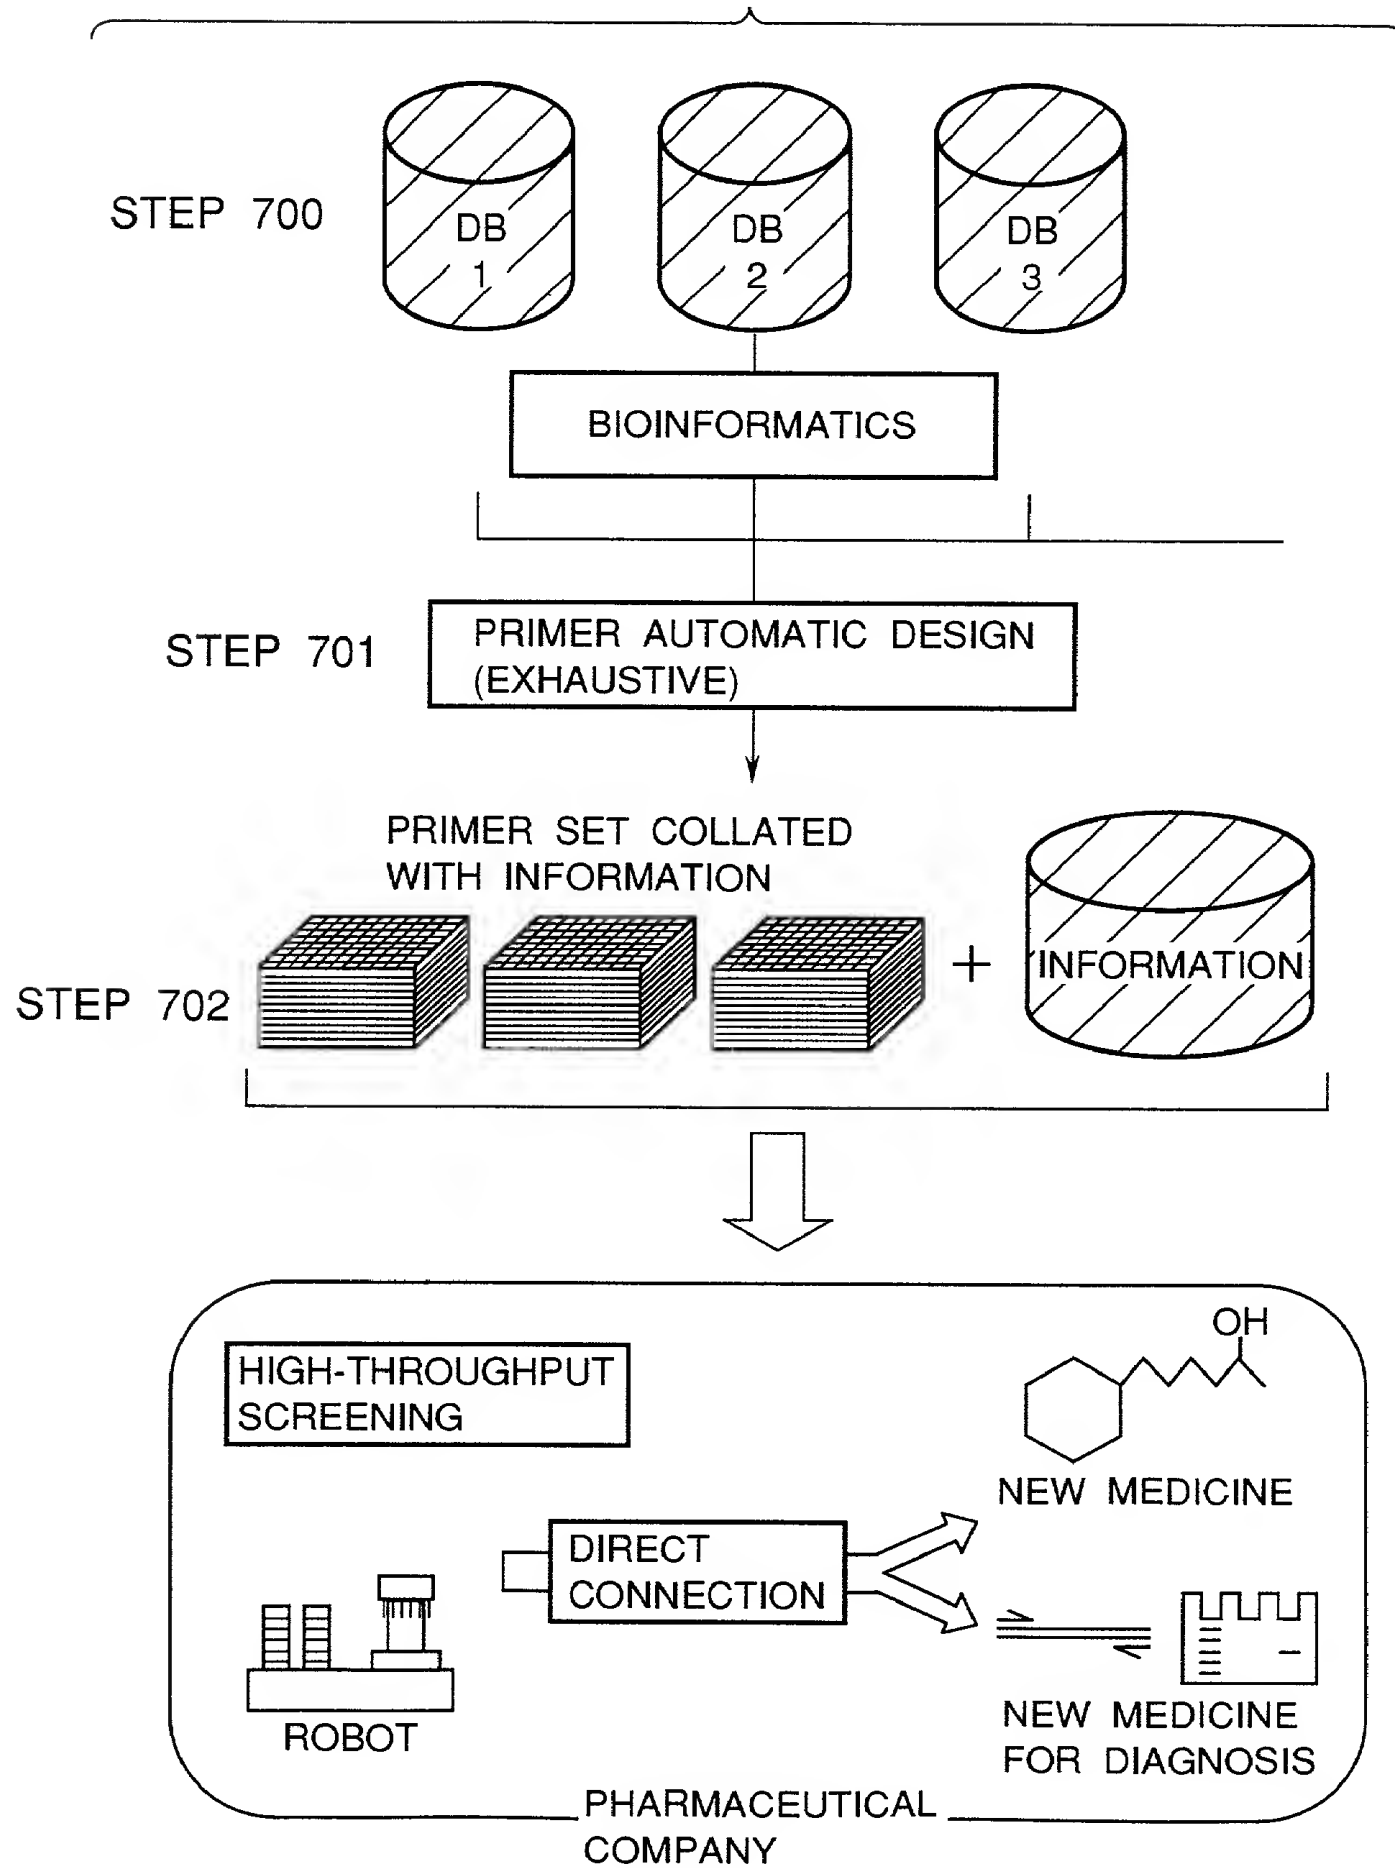 STEP 700
DB
1
DB
2
DB
3
BIOINFORMATICS
STEP 701
PRIMER AUTOMATIC DESIGN
(EXHAUSTIVE)
PRIMER SET COLLATED
WITH INFORMATION
STEP 702
+
INFORMATION
HIGH-THROUGHPUT
SCREENING
OH
NEW MEDICINE
DIRECT
CONNECTION
ROBOT
NEW MEDICINE
FOR DIAGNOSIS
PHARMACEUTICAL
COMPANY